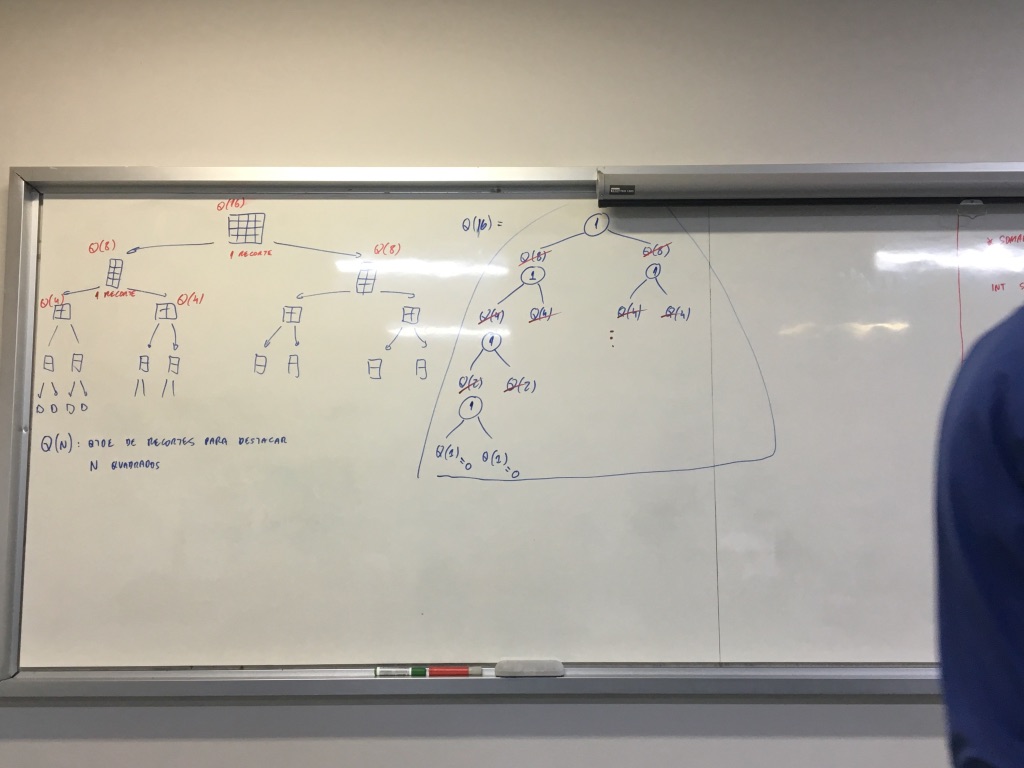 Q(16)
1 RECORTE
Q(8)
Q(8)
1 RECORTE
Q(4)
Q(4)
Q(N): QTDE DE RECORTES PARA DESTACAR
N QUADRADOS
Q(16) =
1
Q(8)
Q(8)
1
1
Q(4)
Q(4)
Q(4)
Q(4)
1
Q(2)
Q(2)
1
Q(1)=0
Q(1)=0
INT